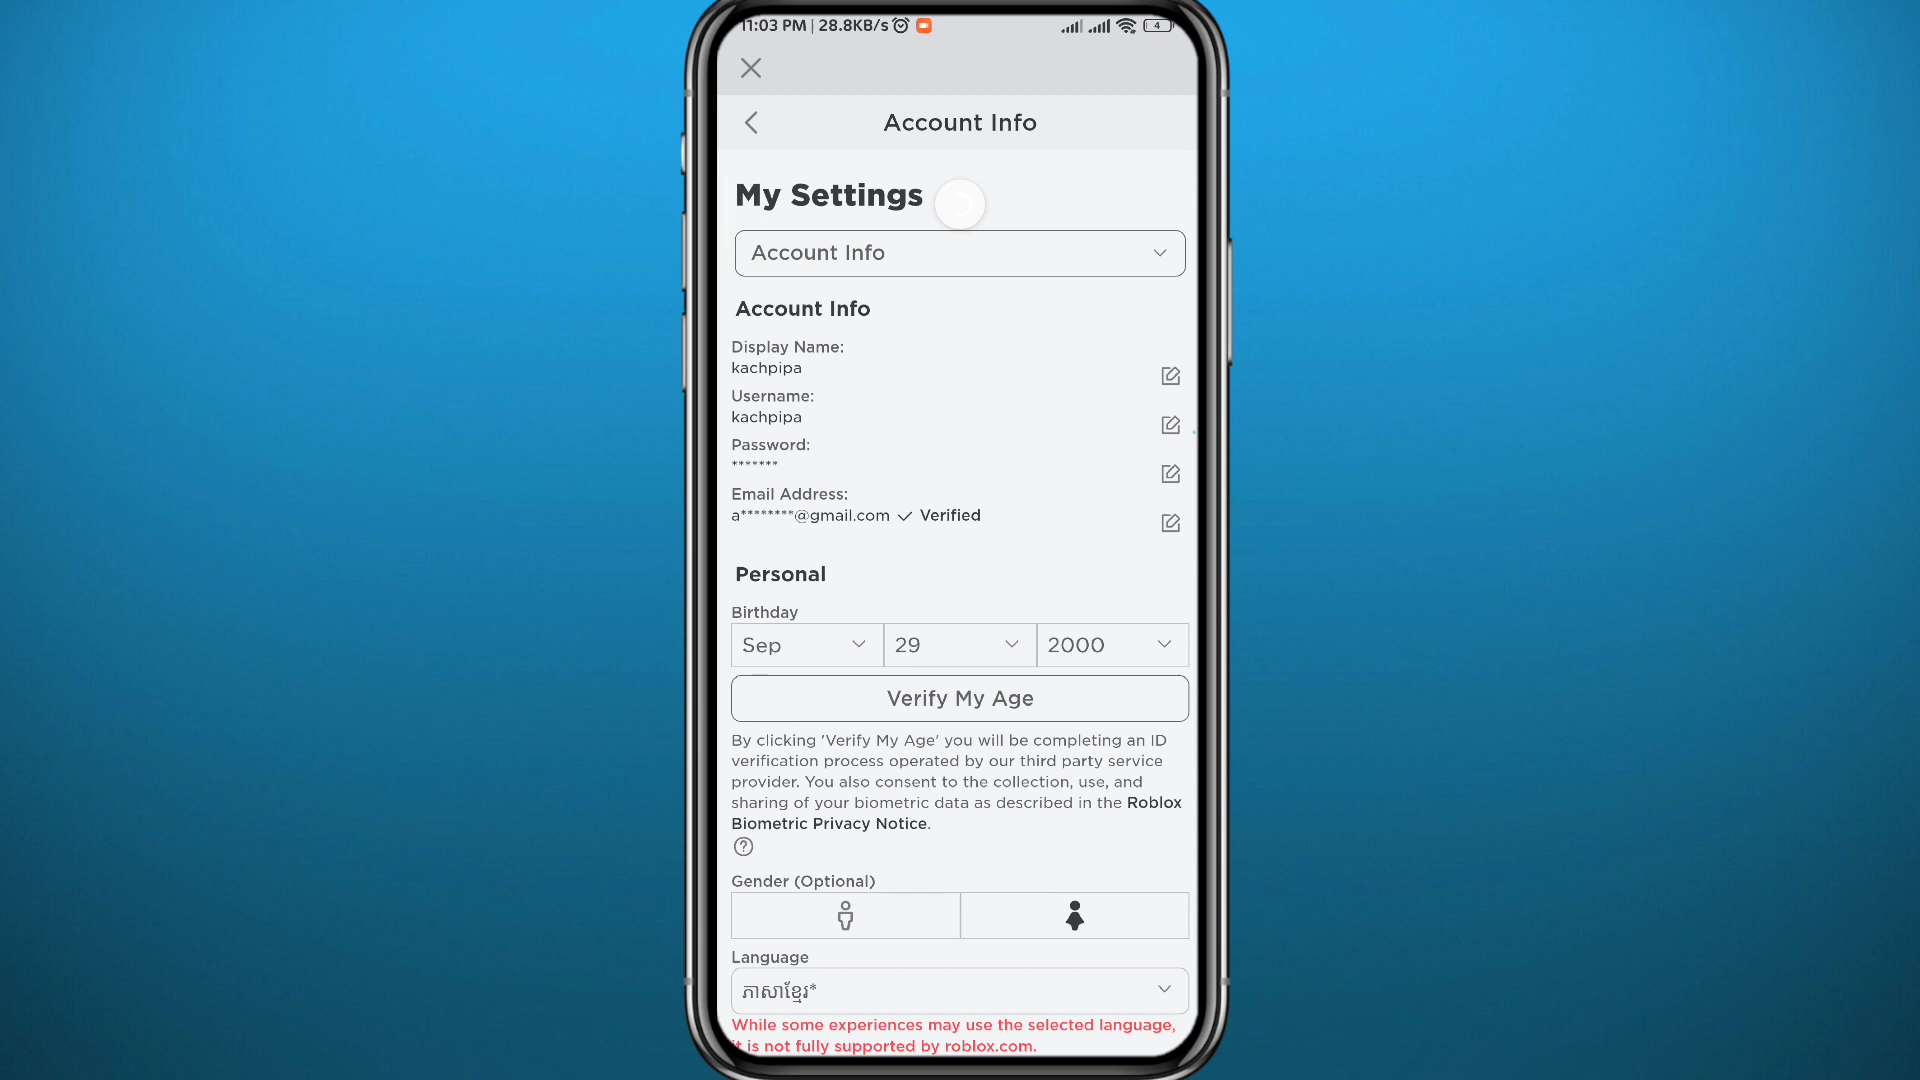 11:03 PM | 28.8KB/s
4
Account Info
My Settings
Account Info
Account Info
Display Name:
kachpipa
Username:
kachpipa
Password:
*******
Email Address:
a********@gmail.com ✓ Verified
Personal
Birthday
Sep 29 2000
Verify My Age
By clicking 'Verify My Age' you will be completing an ID
verification process operated by our third party service
provider. You also consent to the collection, use, and
sharing of your biometric data as described in the Roblox
Biometric Privacy Notice.
?
Gender (Optional)
Language
ភាសាខ្មែរ*
While some experiences may use the selected language,
it is not fully supported by roblox.com.